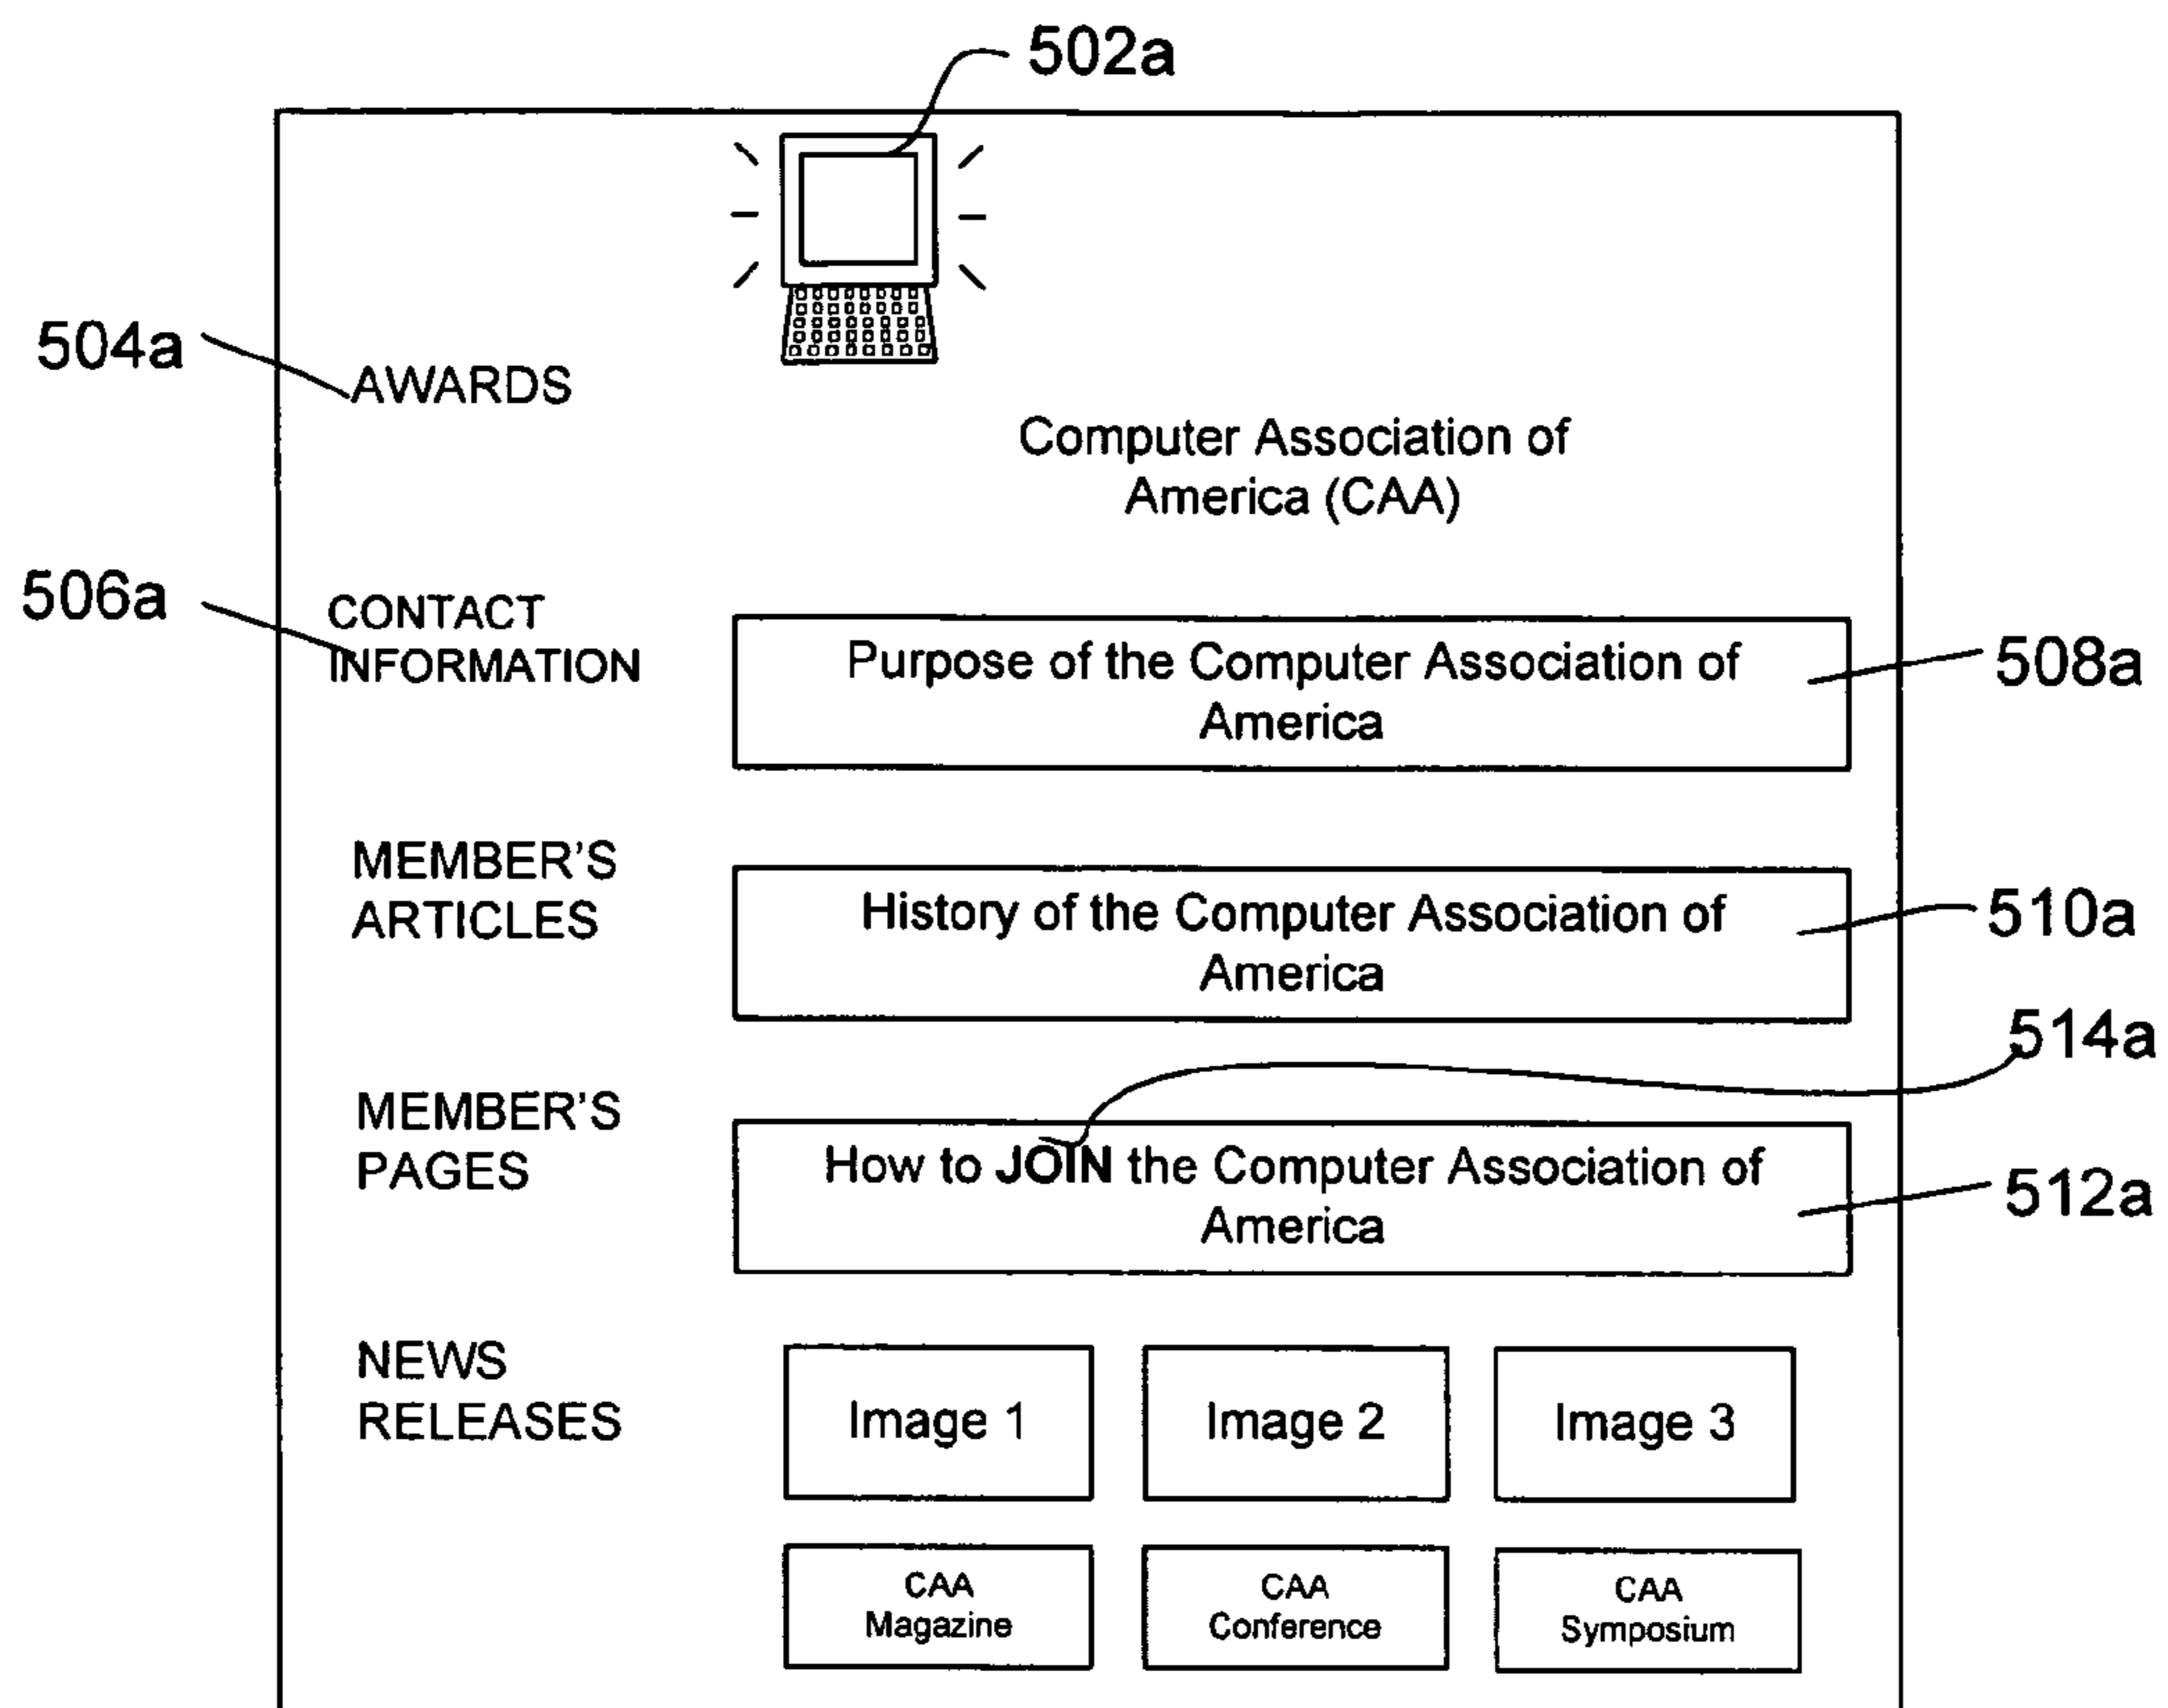 502a
504a
AWARDS
Computer Association of
America (CAA)
506a
CONTACT
INFORMATION
Purpose of the Computer Association of
America
508a
MEMBER'S
ARTICLES
History of the Computer Association of
America
510a
514a
MEMBER'S
PAGES
How to JOIN the Computer Association of
America
512a
NEWS
RELEASES
Image 1
Image 2
Image 3
CAA
Magazine
CAA
Conference
CAA
Symposium